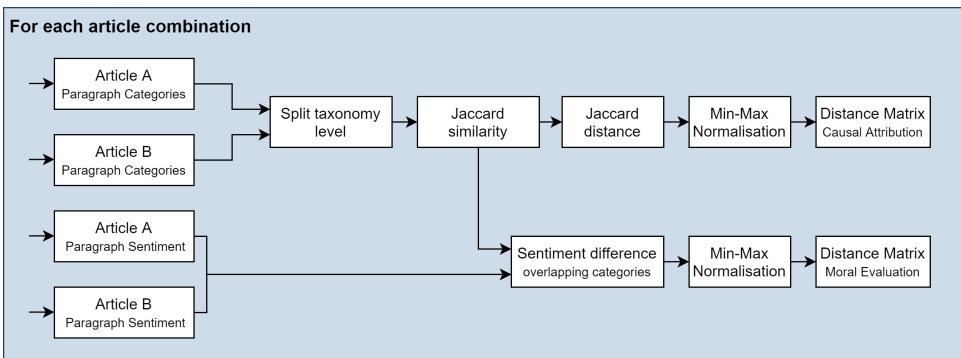 For each article combination
Article A
Paragraph Categories
Article B
Paragraph Categories
Split taxonomy
level
Jaccard
similarity
Jaccard
distance
Min-Max
Normalisation
Distance Matrix
Causal Attribution
Article A
Paragraph Sentiment
Article B
Paragraph Sentiment
Sentiment difference
overlapping categories
Min-Max
Normalisation
Distance Matrix
Moral Evaluation